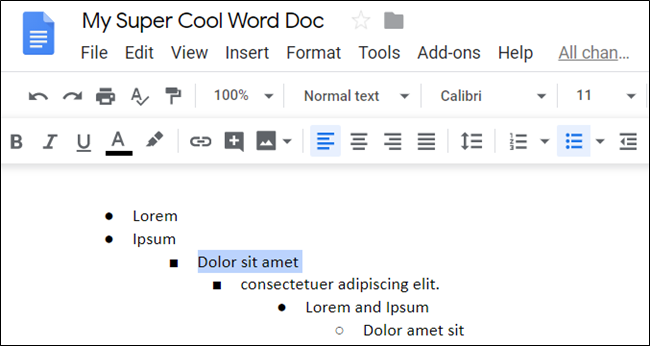 My Super Cool Word Doc
File Edit View Insert Format Tools Add-ons Help All chan...
100% Normal text Calibri 11
B I U A
● Lorem
● Ipsum
■ Dolor sit amet
■ consectetuer adipiscing elit.
● Lorem and Ipsum
○ Dolor amet sit